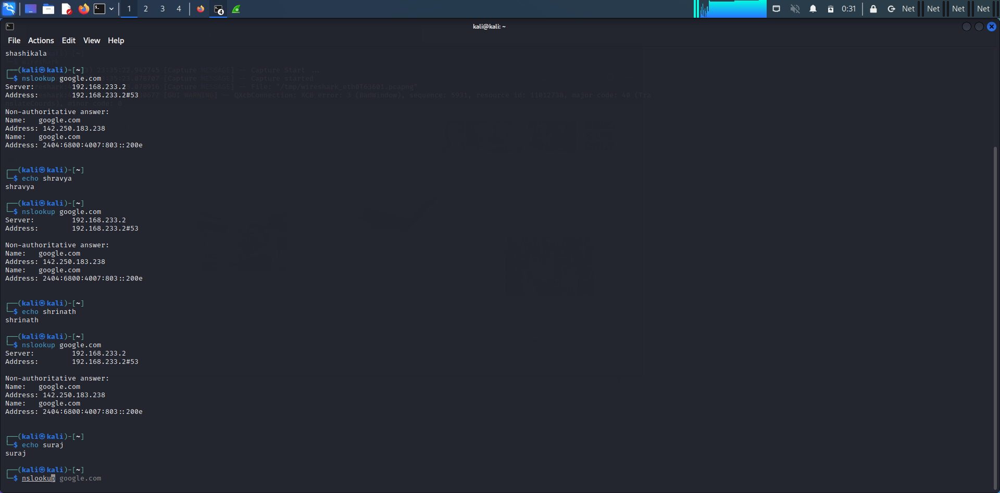 1 2 3 4 4 0:31 Net Net Net Net
kali@kali: ~
File Actions Edit View Help
shashikala
┌──(kali㉿kali)-[~]
└─$ nslookup google.com
Server: 192.168.233.2
Address: 192.168.233.2#53
Non-authoritative answer:
Name: google.com
Address: 142.250.183.238
Name: google.com
Address: 2404:6800:4007:803::200e
┌──(kali㉿kali)-[~]
└─$ echo shravya
shravya
┌──(kali㉿kali)-[~]
└─$ nslookup google.com
Server: 192.168.233.2
Address: 192.168.233.2#53
Non-authoritative answer:
Name: google.com
Address: 142.250.183.238
Name: google.com
Address: 2404:6800:4007:803::200e
┌──(kali㉿kali)-[~]
└─$ echo shrinath
shrinath
┌──(kali㉿kali)-[~]
└─$ nslookup google.com
Server: 192.168.233.2
Address: 192.168.233.2#53
Non-authoritative answer:
Name: google.com
Address: 142.250.183.238
Name: google.com
Address: 2404:6800:4007:803::200e
┌──(kali㉿kali)-[~]
└─$ echo suraj
suraj
┌──(kali㉿kali)-[~]
└─$ nslookup google.com